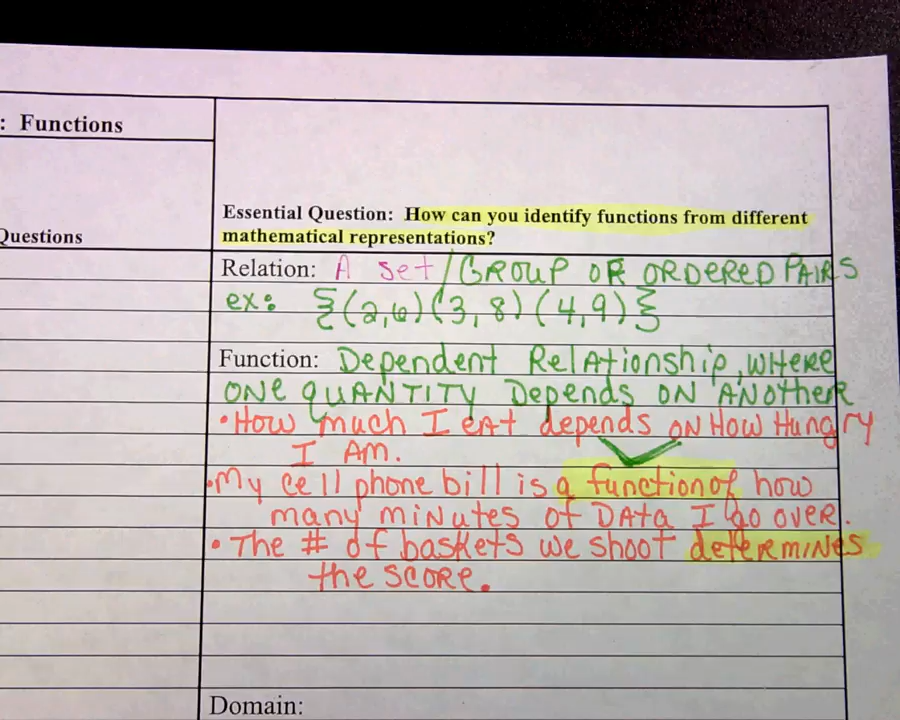 : Functions
Essential Question: How can you identify functions from different
mathematical representations?
Questions
Relation: A set/GROUP OF ORDERED PAIRS
ex: {(2,6)(3,8)(4,9)}
Function: Dependent Relationship, WHERE
ONE QUANTITY Depends ON ANOTHER
• How much I eat depends ON How Hungry
I AM.
• My cell phone bill is a function of how
many minutes of DATA I go over.
• The # of baskets we shoot determines
the score.
Domain: